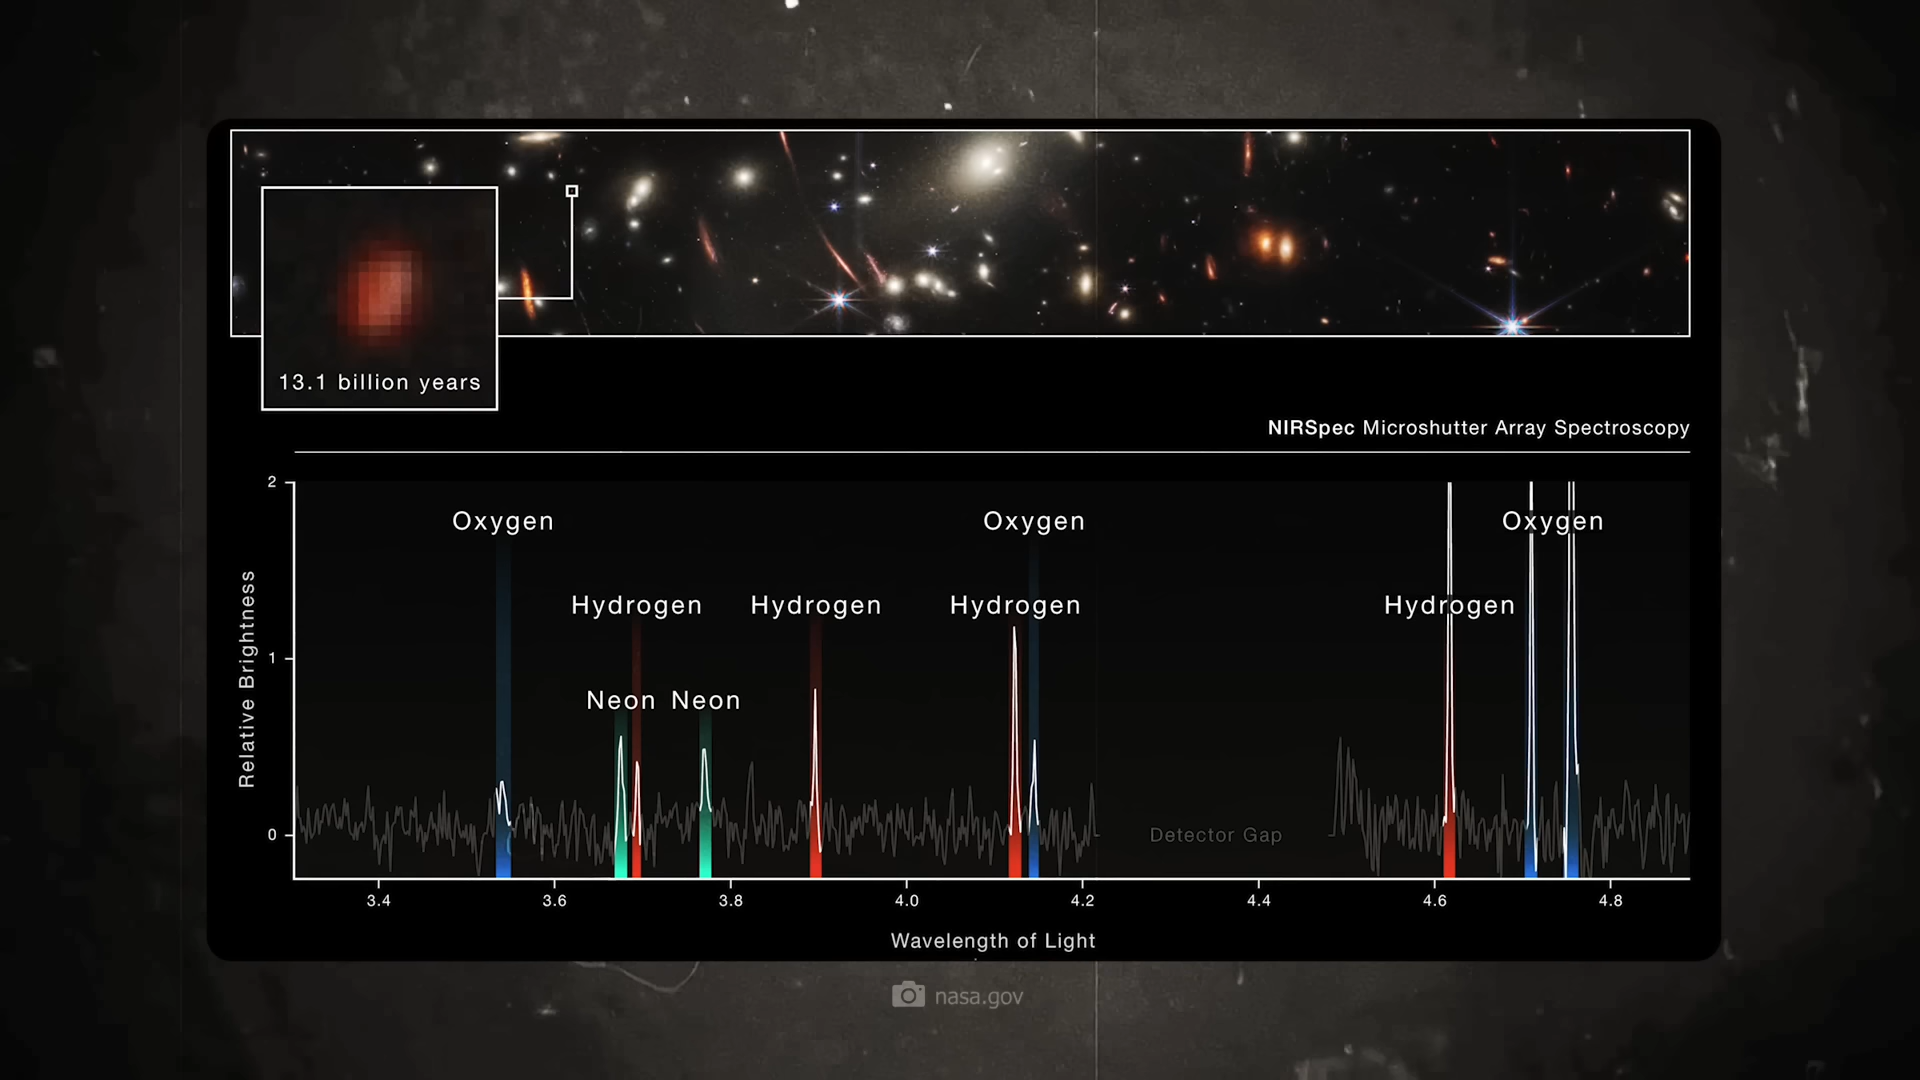 13.1 billion years
NIRSpec Microshutter Array Spectroscopy
2
1
0
Relative Brightness
Oxygen
Oxygen
Oxygen
Hydrogen
Hydrogen
Hydrogen
Hydrogen
Neon
Neon
Detector Gap
3.4
3.6
3.8
4.0
4.2
4.4
4.6
4.8
Wavelength of Light
nasa.gov